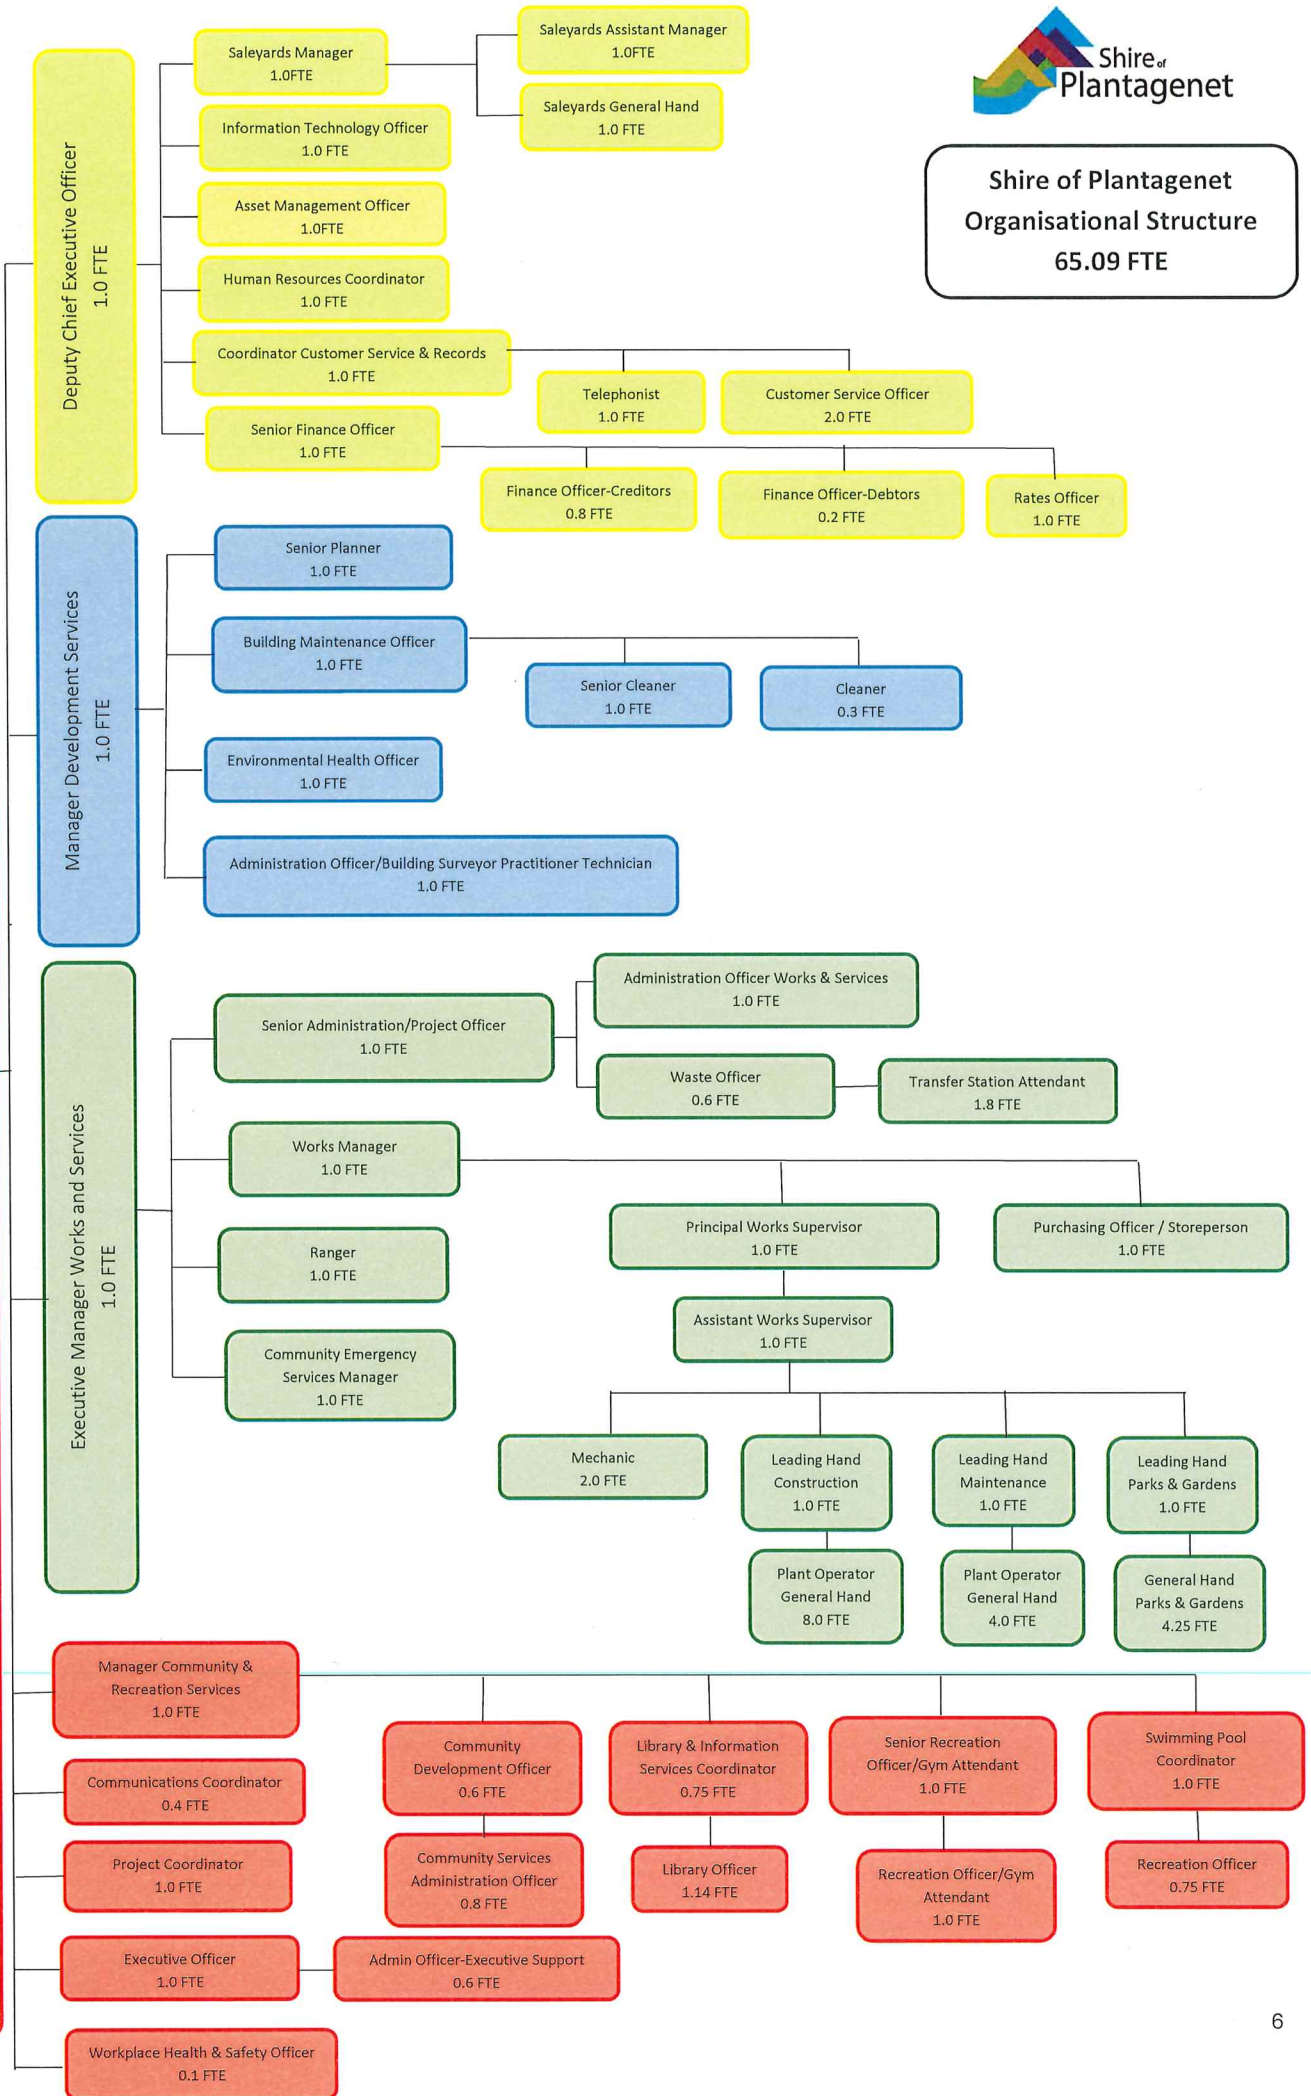 Shire of
Plantagenet
Shire of Plantagenet
Organisational Structure
65.09 FTE
Deputy Chief Executive Officer
1.0 FTE
Saleyards Manager
1.0FTE
Saleyards Assistant Manager
1.0FTE
Saleyards General Hand
1.0 FTE
Information Technology Officer
1.0 FTE
Asset Management Officer
1.0FTE
Human Resources Coordinator
1.0 FTE
Coordinator Customer Service & Records
1.0 FTE
Telephonist
1.0 FTE
Customer Service Officer
2.0 FTE
Senior Finance Officer
1.0 FTE
Finance Officer-Creditors
0.8 FTE
Finance Officer-Debtors
0.2 FTE
Rates Officer
1.0 FTE
Manager Development Services
1.0 FTE
Senior Planner
1.0 FTE
Building Maintenance Officer
1.0 FTE
Senior Cleaner
1.0 FTE
Cleaner
0.3 FTE
Environmental Health Officer
1.0 FTE
Administration Officer/Building Surveyor Practitioner Technician
1.0 FTE
Executive Manager Works and Services
1.0 FTE
Senior Administration/Project Officer
1.0 FTE
Administration Officer Works & Services
1.0 FTE
Waste Officer
0.6 FTE
Transfer Station Attendant
1.8 FTE
Works Manager
1.0 FTE
Principal Works Supervisor
1.0 FTE
Purchasing Officer / Storeperson
1.0 FTE
Ranger
1.0 FTE
Assistant Works Supervisor
1.0 FTE
Community Emergency
Services Manager
1.0 FTE
Mechanic
2.0 FTE
Leading Hand
Construction
1.0 FTE
Leading Hand
Maintenance
1.0 FTE
Leading Hand
Parks & Gardens
1.0 FTE
Plant Operator
General Hand
8.0 FTE
Plant Operator
General Hand
4.0 FTE
General Hand
Parks & Gardens
4.25 FTE
Manager Community &
Recreation Services
1.0 FTE
Community
Development Officer
0.6 FTE
Library & Information
Services Coordinator
0.75 FTE
Senior Recreation
Officer/Gym Attendant
1.0 FTE
Swimming Pool
Coordinator
1.0 FTE
Communications Coordinator
0.4 FTE
Community Services
Administration Officer
0.8 FTE
Library Officer
1.14 FTE
Recreation Officer/Gym
Attendant
1.0 FTE
Recreation Officer
0.75 FTE
Project Coordinator
1.0 FTE
Executive Officer
1.0 FTE
Admin Officer-Executive Support
0.6 FTE
Workplace Health & Safety Officer
0.1 FTE
6